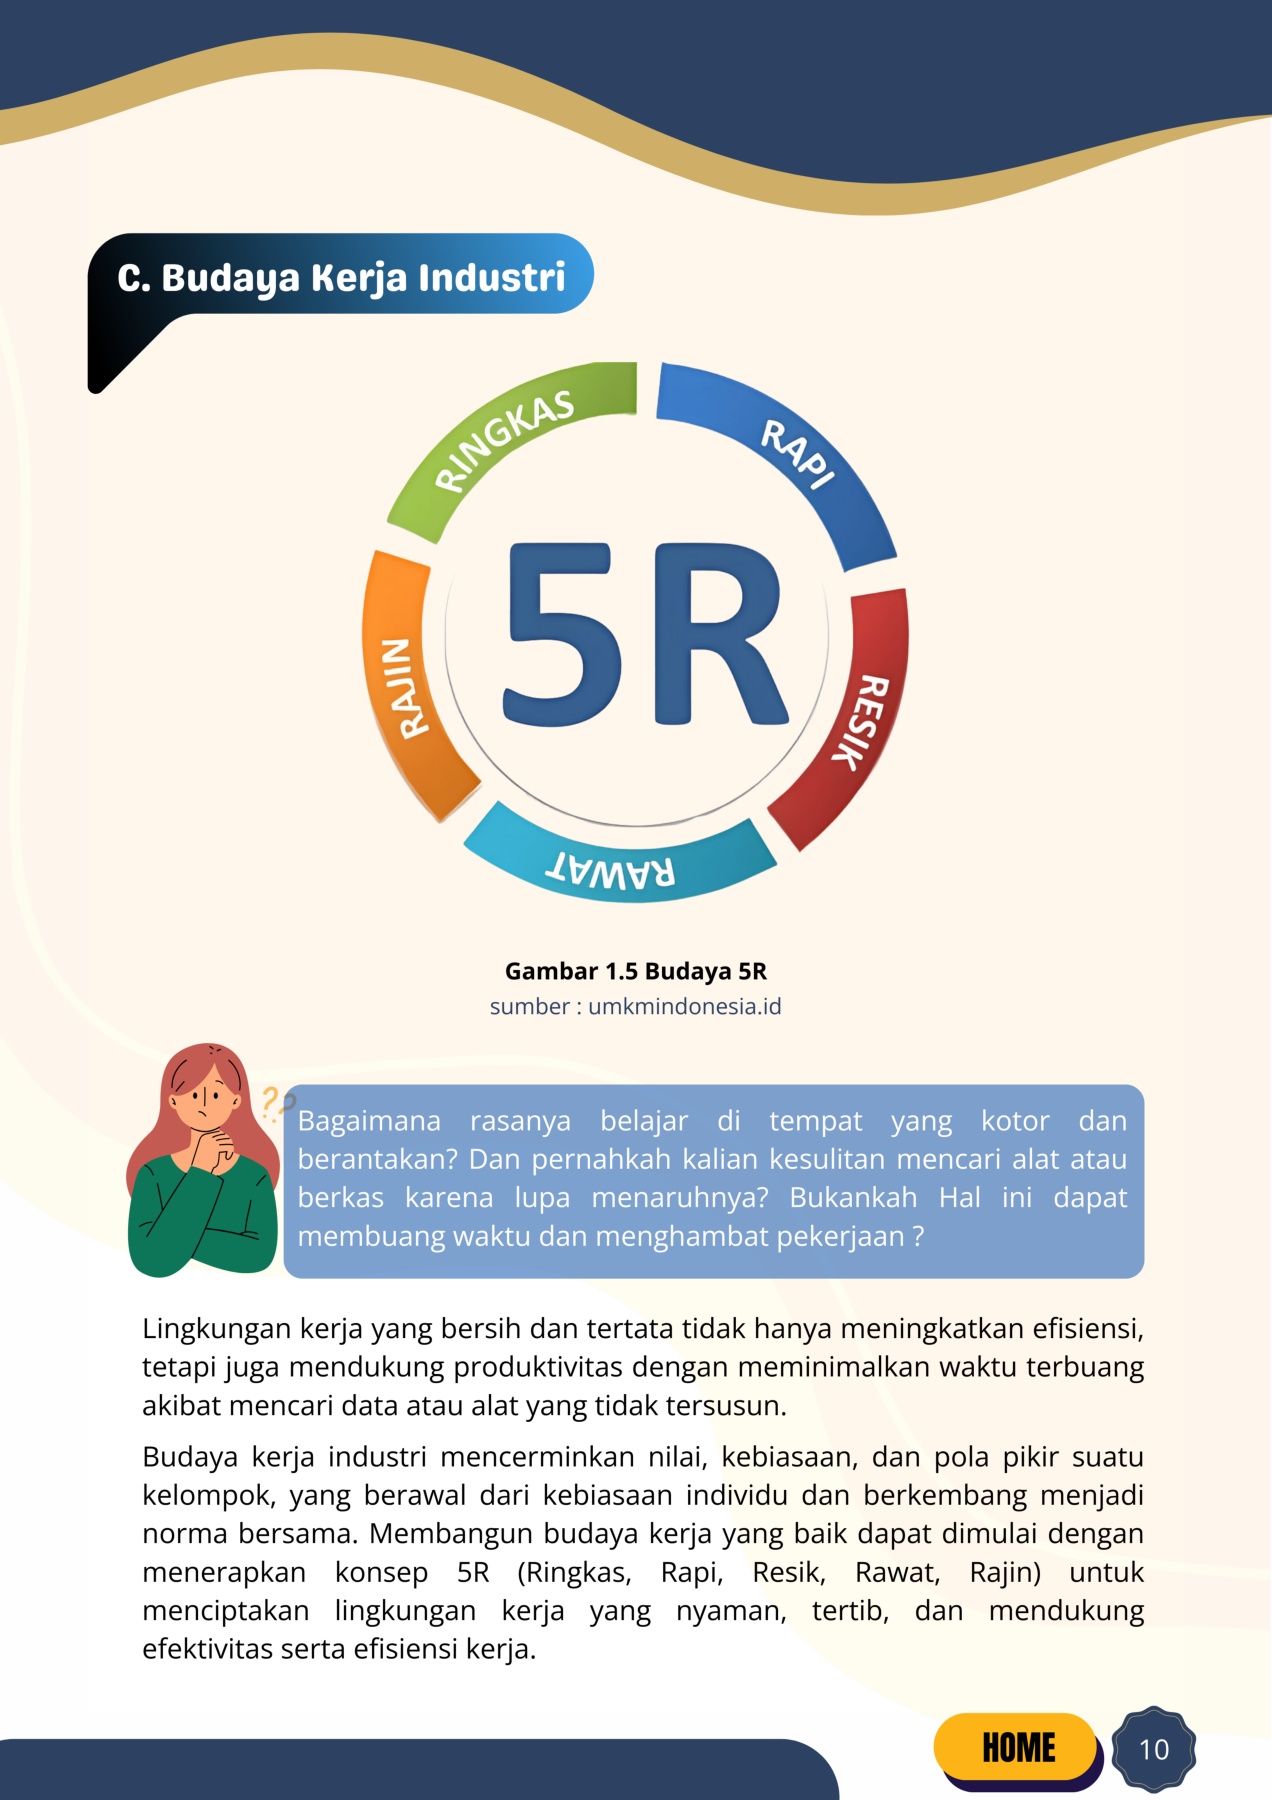 C. Budaya Kerja Industri
RINGKAS
RAPI
RESIK
RAWAT
RAJIN
5R
Gambar 1.5 Budaya 5R
sumber : umkmindonesia.id
??
Bagaimana rasanya belajar di tempat yang kotor dan
berantakan? Dan pernahkah kalian kesulitan mencari alat atau
berkas karena lupa menaruhnya? Bukankah Hal ini dapat
membuang waktu dan menghambat pekerjaan ?
Lingkungan kerja yang bersih dan tertata tidak hanya meningkatkan efisiensi,
tetapi juga mendukung produktivitas dengan meminimalkan waktu terbuang
akibat mencari data atau alat yang tidak tersusun.
Budaya kerja industri mencerminkan nilai, kebiasaan, dan pola pikir suatu
kelompok, yang berawal dari kebiasaan individu dan berkembang menjadi
norma bersama. Membangun budaya kerja yang baik dapat dimulai dengan
menerapkan konsep 5R (Ringkas, Rapi, Resik, Rawat, Rajin) untuk
menciptakan lingkungan kerja yang nyaman, tertib, dan mendukung
efektivitas serta efisiensi kerja.
HOME
10